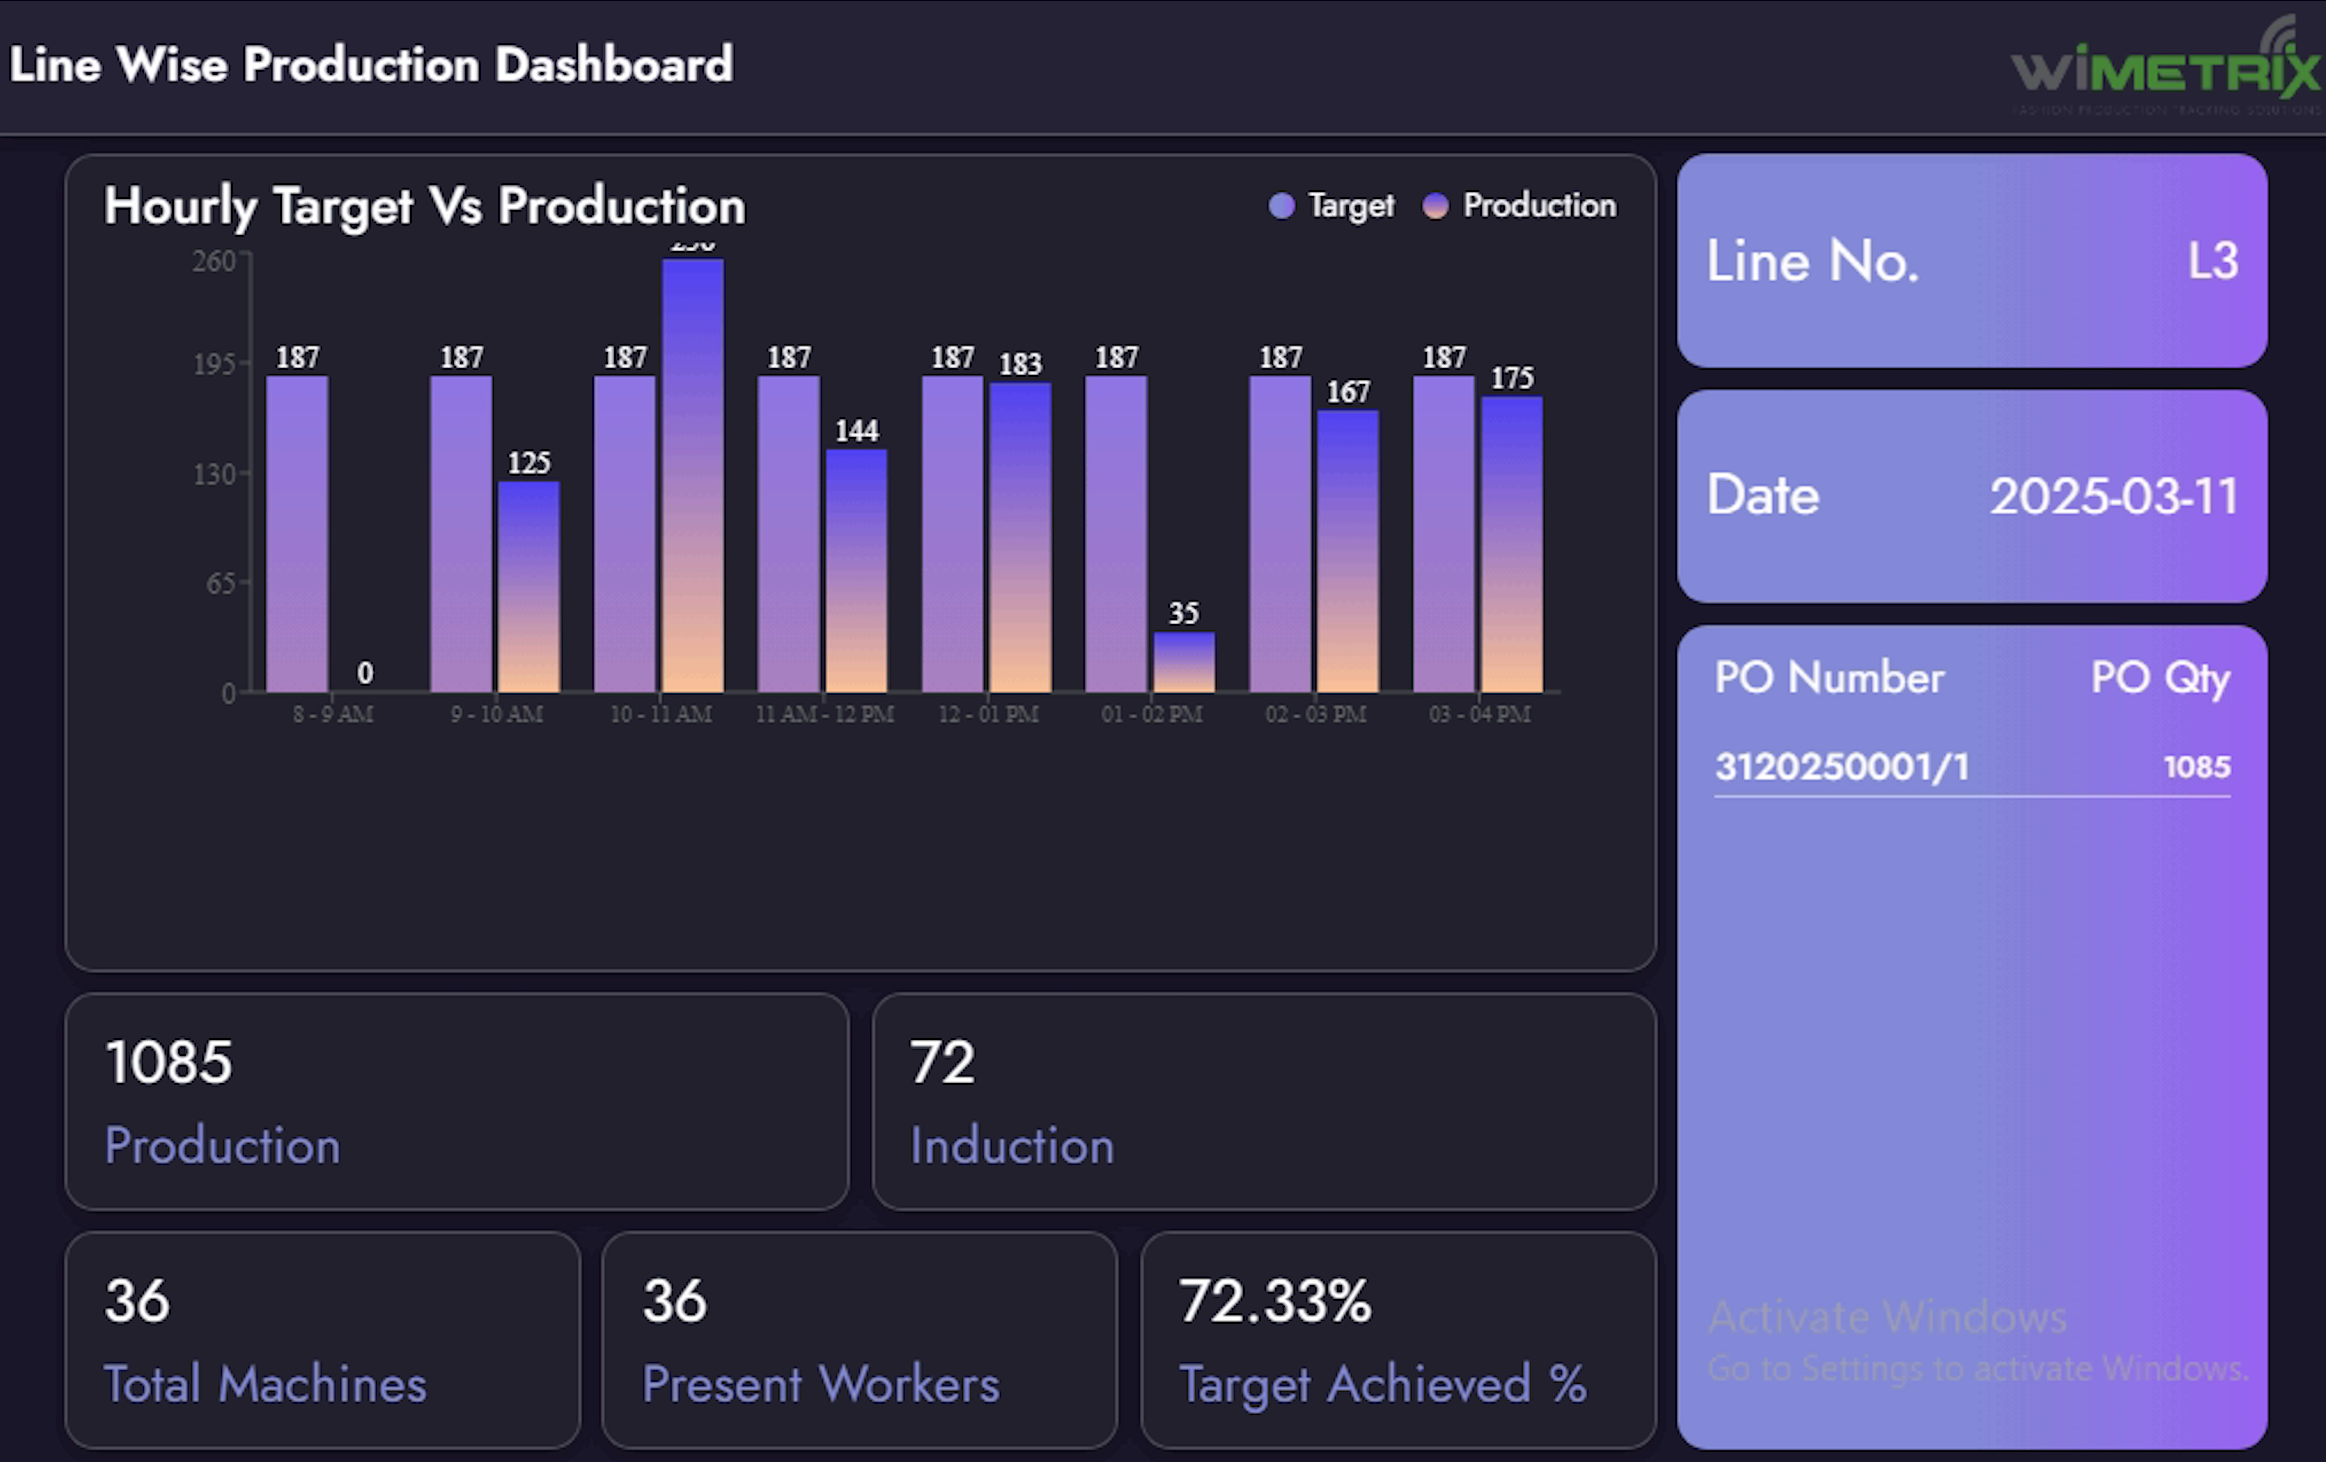 Line Wise Production Dashboard
WiMETRIX
FASHION PRODUCTION TRACKING SOLUTIONS
Hourly Target Vs Production
Target Production
260
195
130
65
0
187 0
187 125
187
187 144
187 183
187 35
187 167
187 175
8 - 9 AM 9 - 10 AM 10 - 11 AM 11 AM - 12 PM 12 - 01 PM 01 - 02 PM 02 - 03 PM 03 - 04 PM
1085
Production
72
Induction
36
Total Machines
36
Present Workers
72.33%
Target Achieved %
Line No. L3
Date 2025-03-11
PO Number PO Qty
3120250001/1 1085
Activate Windows
Go to Settings to activate Windows.